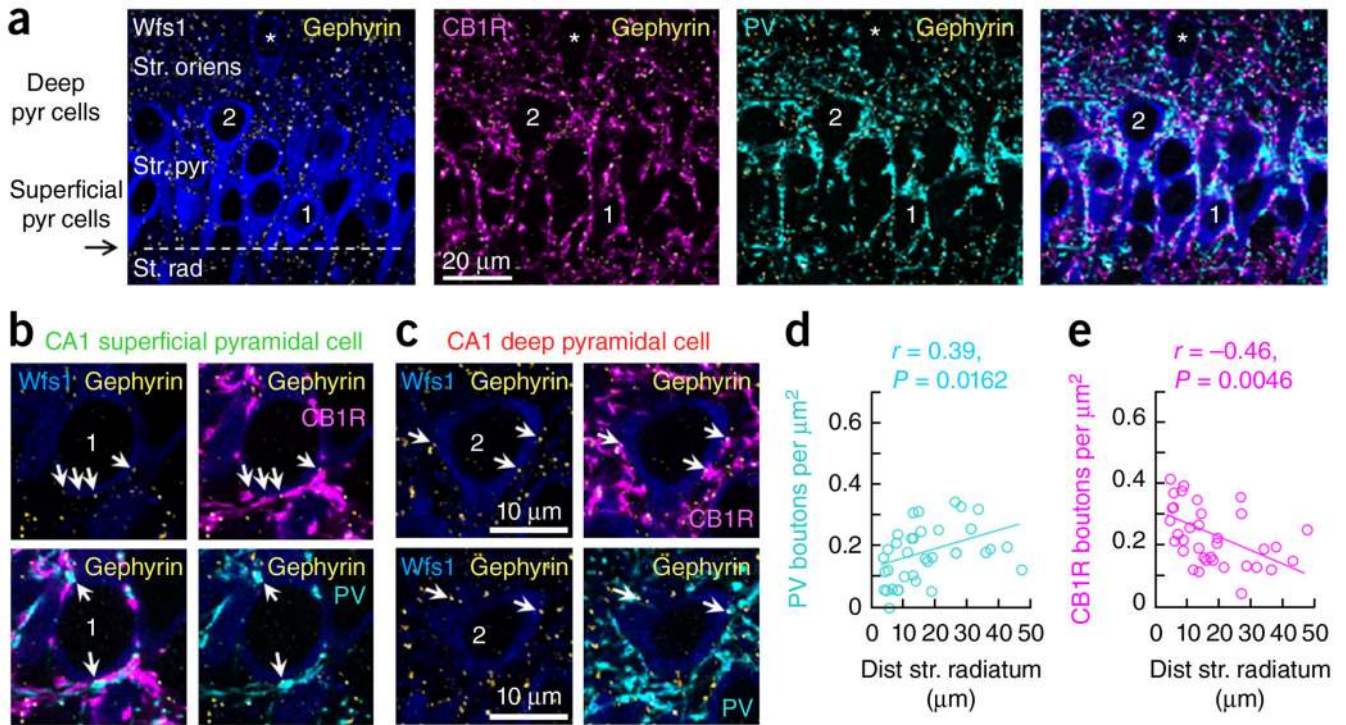 a
Wfs1
*
Gephyrin
CB1R
*
Gephyrin
PV
*
Gephyrin
*
Str. oriens
Deep
pyr cells
2
2
2
2
Str. pyr
Superficial
pyr cells
1
1
1
1
St. rad
20 μm
b
CA1 superficial pyramidal cell
Wfs1
Gephyrin
Gephyrin
CB1R
1
Gephyrin
PV
1
Gephyrin
PV
c
CA1 deep pyramidal cell
Wfs1
Gephyrin
Gephyrin
2
10 μm
CB1R
Wfs1
Gephyrin
Gephyrin
2
10 μm
PV
d
r = 0.39,
P = 0.0162
PV boutons per μm²
0.6
0.4
0.2
0
0 10 20 30 40 50
Dist str. radiatum
(μm)
e
r = –0.46,
P = 0.0046
CB1R boutons per μm²
0.6
0.4
0.2
0
0 10 20 30 40 50
Dist str. radiatum
(μm)